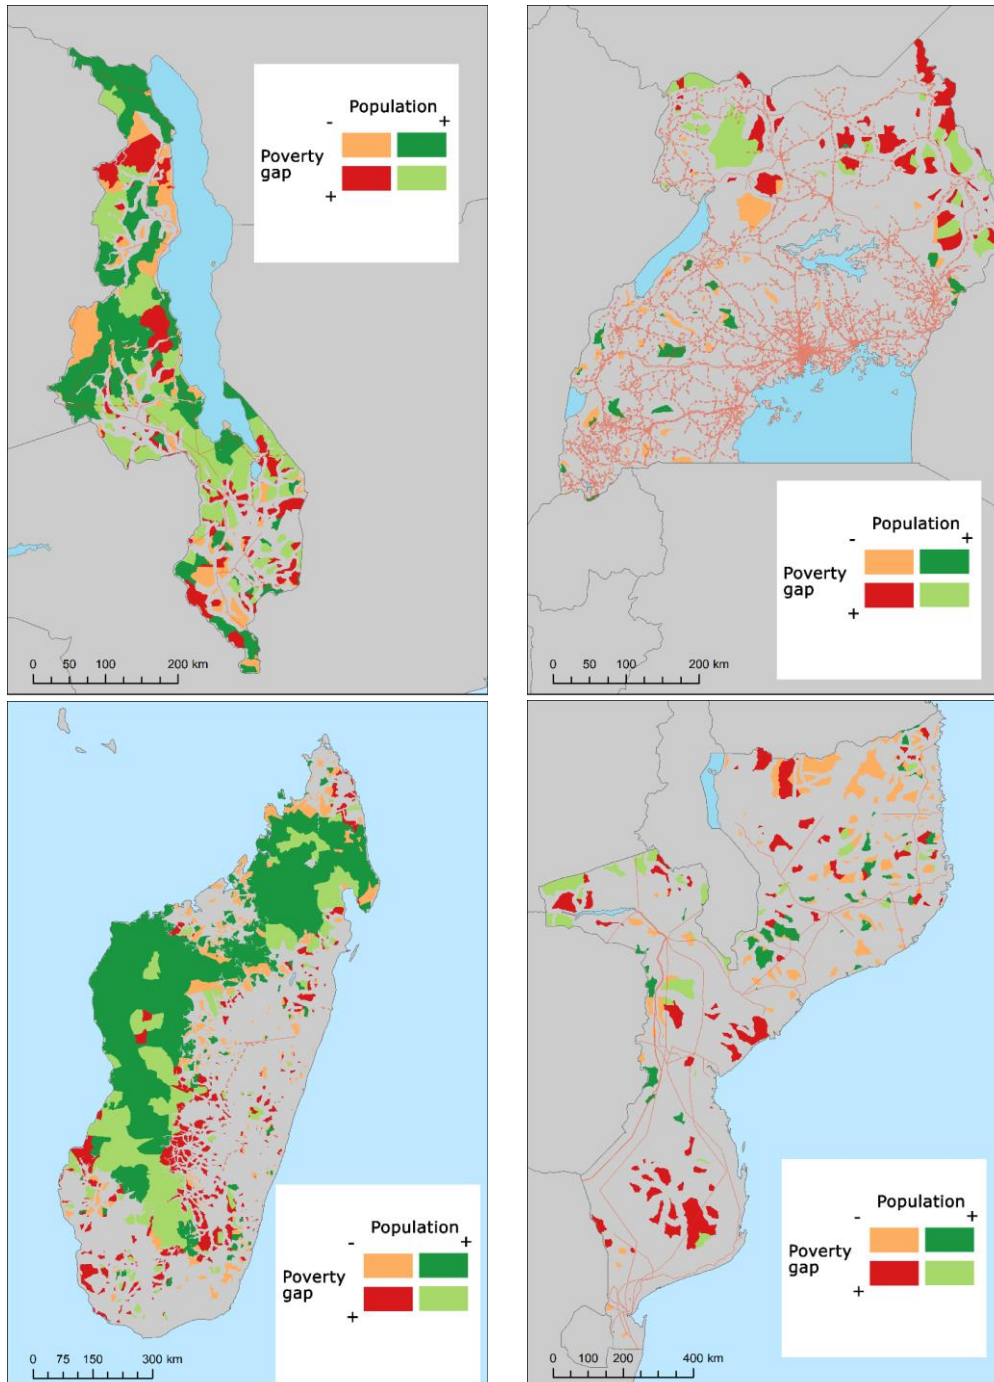 Population
- +
Poverty
gap
+
0 50 100 200 km
Population
- +
Poverty
gap
+
0 50 100 200 km
Population
- +
Poverty
gap
+
0 75 150 300 km
Population
- +
Poverty
gap
+
0 100 200 400 km